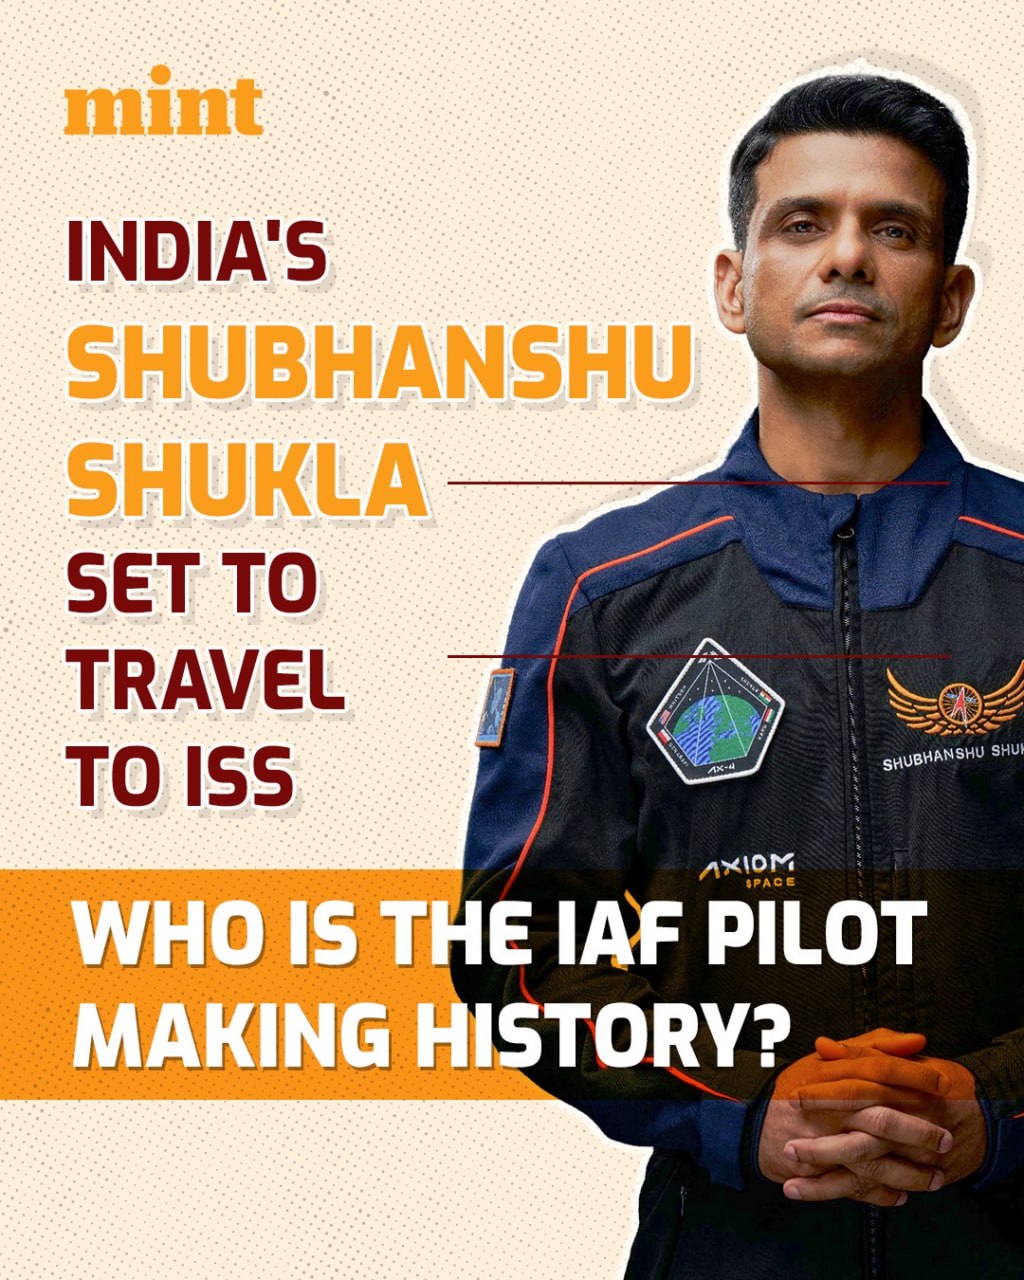 mint
INDIA'S
SHUBHANSHU
SHUKLA
SET TO
TRAVEL
TO ISS
SHUBHANSHU SHUK
AX-4
AXIOM
SPACE
WHO IS THE IAF PILOT
MAKING HISTORY?